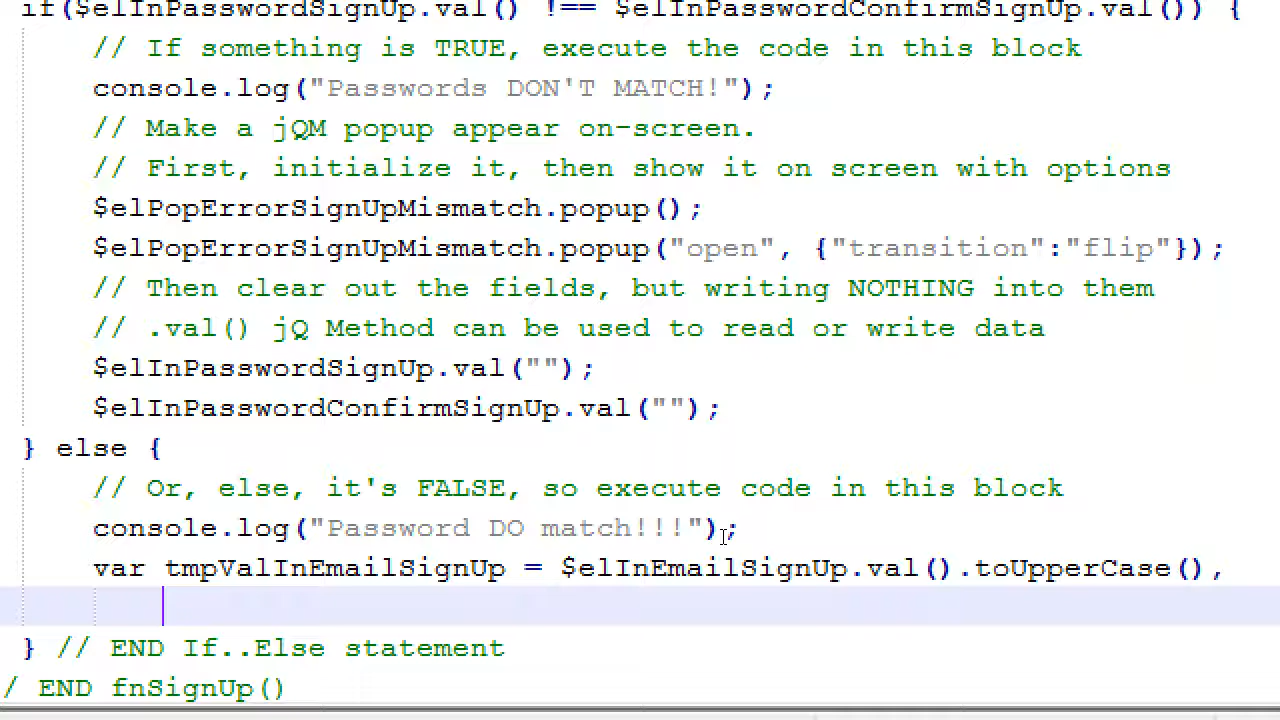 if($elInPasswordSignUp.val() !== $elInPasswordConfirmSignUp.val()) {
// If something is TRUE, execute the code in this block
console.log("Passwords DON'T MATCH!");
// Make a jQM popup appear on-screen.
// First, initialize it, then show it on screen with options
$elPopErrorSignUpMismatch.popup();
$elPopErrorSignUpMismatch.popup("open", {"transition":"flip"});
// Then clear out the fields, but writing NOTHING into them
// .val() jQ Method can be used to read or write data
$elInPasswordSignUp.val("");
$elInPasswordConfirmSignUp.val("");
} else {
// Or, else, it's FALSE, so execute code in this block
console.log("Password DO match!!!");
var tmpValInEmailSignUp = $elInEmailSignUp.val().toUpperCase(),
} // END If..Else statement
/ END fnSignUp()